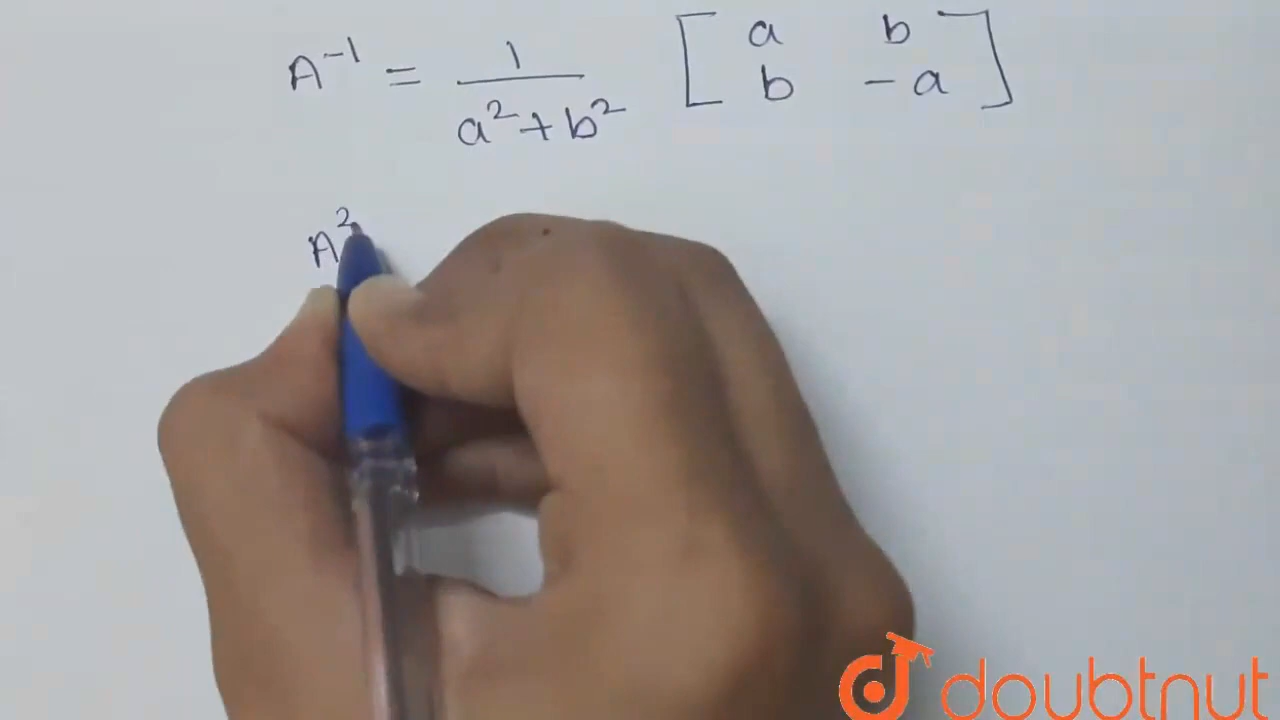 A⁻¹ = 1/(a²+b²) [ a b
b -a ]
A²
doubtnut